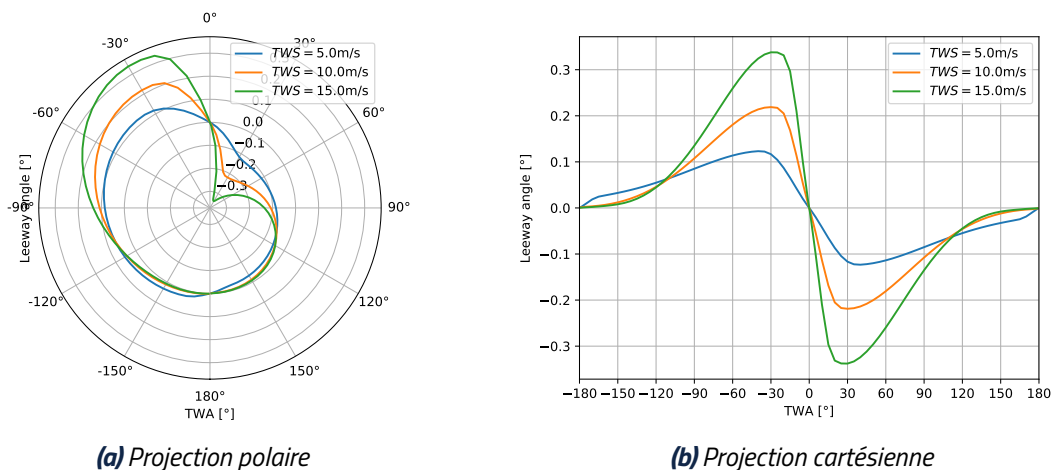 0°
-30°
30°
-60°
60°
-90°
90°
-120°
120°
-150°
150°
180°
0.1
0.0
−0.1
−0.2
−0.3
Leeway angle [°]
TWA [°]
TWS = 5.0m/s
TWS = 10.0m/s
TWS = 15.0m/s
(a) Projection polaire
TWS = 5.0m/s
TWS = 10.0m/s
TWS = 15.0m/s
0.3
0.2
0.1
0.0
−0.1
−0.2
−0.3
Leeway angle [°]
−180 −150 −120 −90 −60 −30 0 30 60 90 120 150 180
TWA [°]
(b) Projection cartésienne